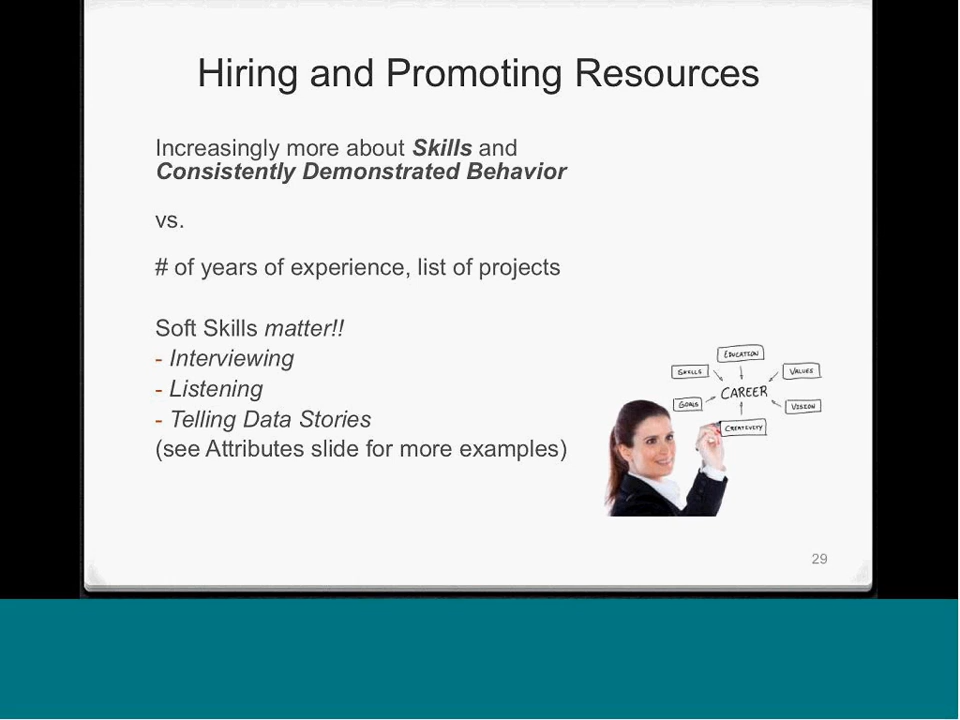 Hiring and Promoting Resources
Increasingly more about Skills and
Consistently Demonstrated Behavior
vs.
# of years of experience, list of projects
Soft Skills matter!!
- Interviewing
- Listening
- Telling Data Stories
(see Attributes slide for more examples)
EDUCATION
SKILLS
VALUES
CAREER
GOALS
VISION
CREATIVITY
29